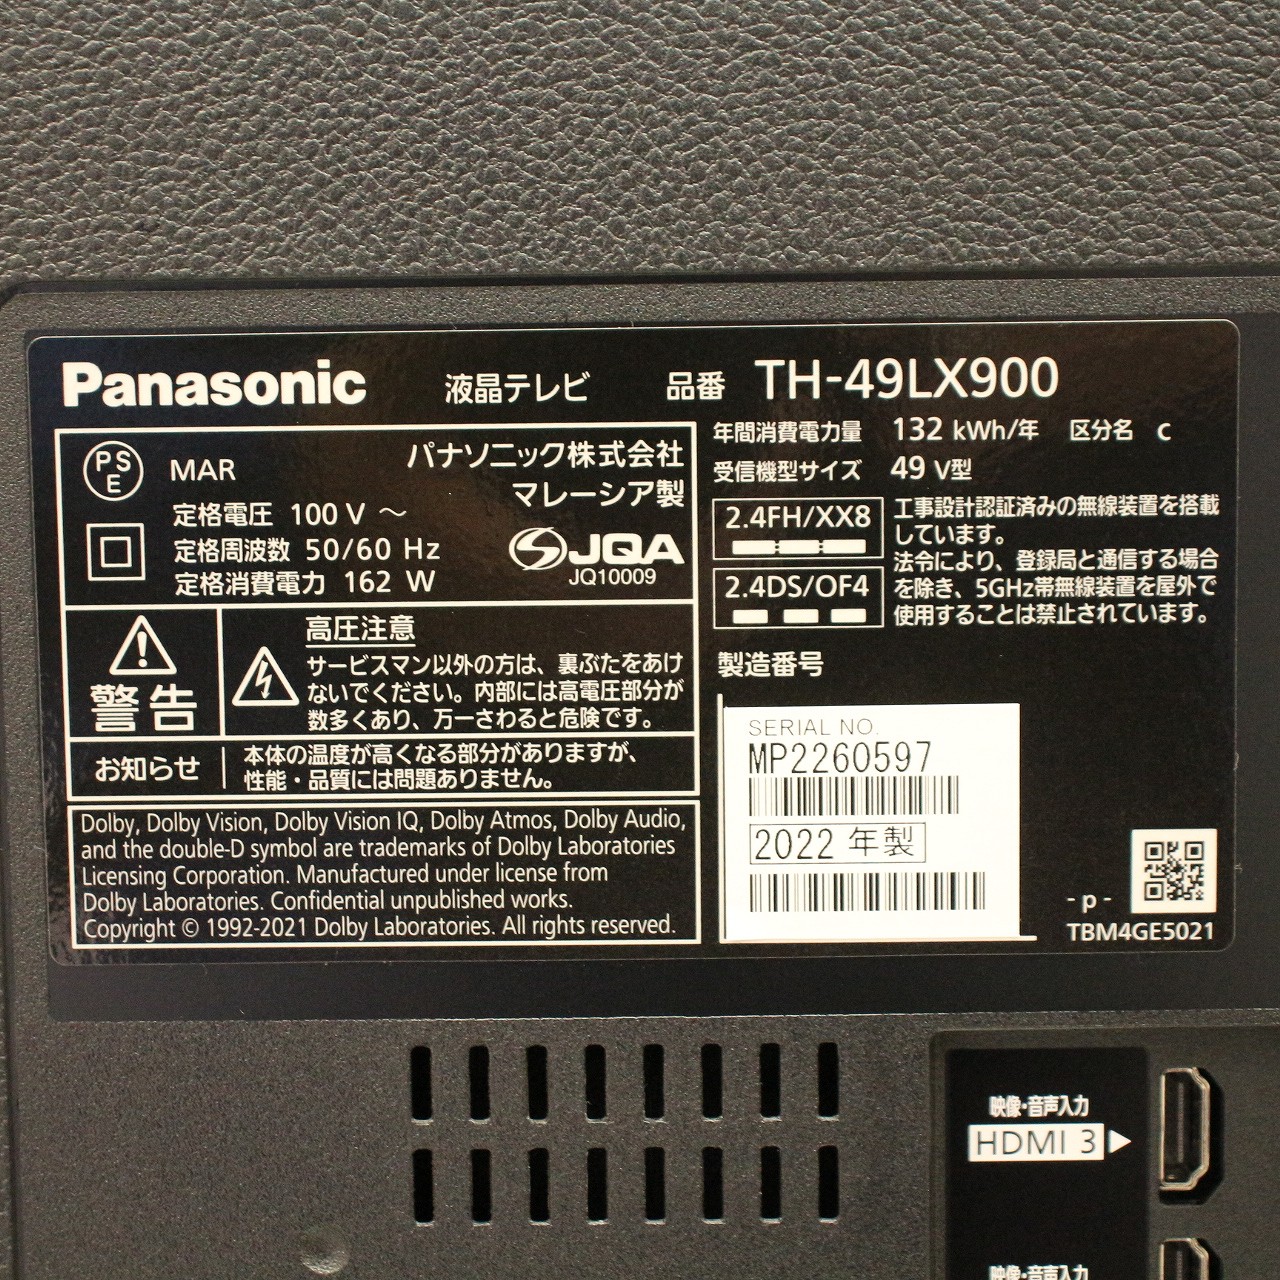 Panasonic 液晶テレビ 品番 TH-49LX900
PS
E
MAR
パナソニック株式会社
マレーシア製
定格電圧 100 V ～
定格周波数 50/60 Hz
定格消費電力 162 W
JQA
JQ10009
警告
高圧注意
サービスマン以外の方は、裏ぶたをあけ
ないでください。内部には高電圧部分が
数多くあり、万一さわると危険です。
お知らせ
本体の温度が高くなる部分がありますが、
性能・品質には問題ありません。
Dolby, Dolby Vision, Dolby Vision IQ, Dolby Atmos, Dolby Audio,
and the double-D symbol are trademarks of Dolby Laboratories
Licensing Corporation. Manufactured under license from
Dolby Laboratories. Confidential unpublished works.
Copyright © 1992-2021 Dolby Laboratories. All rights reserved.
年間消費電力量 132 kWh/年 区分名 c
受信機型サイズ 49 V型
2.4FH/XX8
2.4DS/OF4
工事設計認証済みの無線装置を搭載
しています。
法令により、登録局と通信する場合
を除き、5GHz帯無線装置を屋外で
使用することは禁止されています。
製造番号
SERIAL NO.
MP2260597
2022 年製
- p -
TBM4GE5021
映像・音声入力
HDMI 3
映像・音声入力